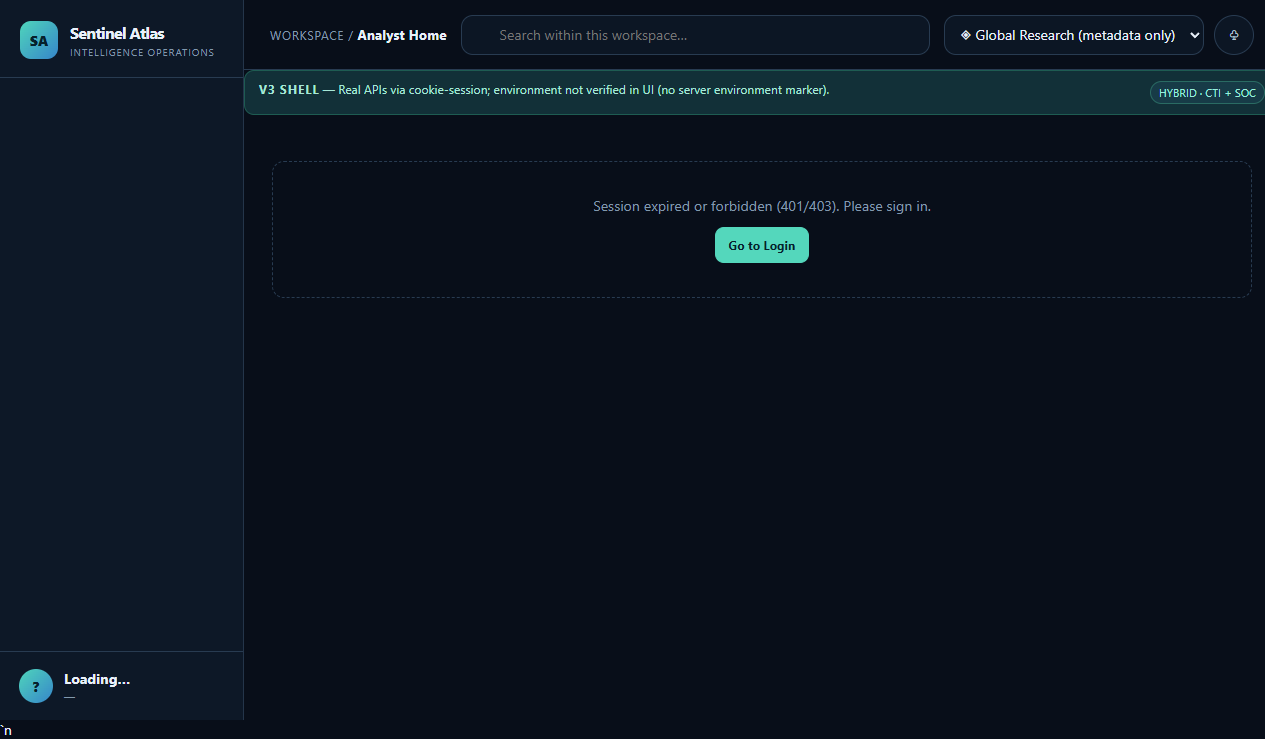 SA
Sentinel Atlas
INTELLIGENCE OPERATIONS
WORKSPACE / Analyst Home
Search within this workspace...
◈ Global Research (metadata only)
V3 SHELL — Real APIs via cookie-session; environment not verified in UI (no server environment marker).
HYBRID · CTI + SOC
Session expired or forbidden (401/403). Please sign in.
Go to Login
?
Loading...
—
`n